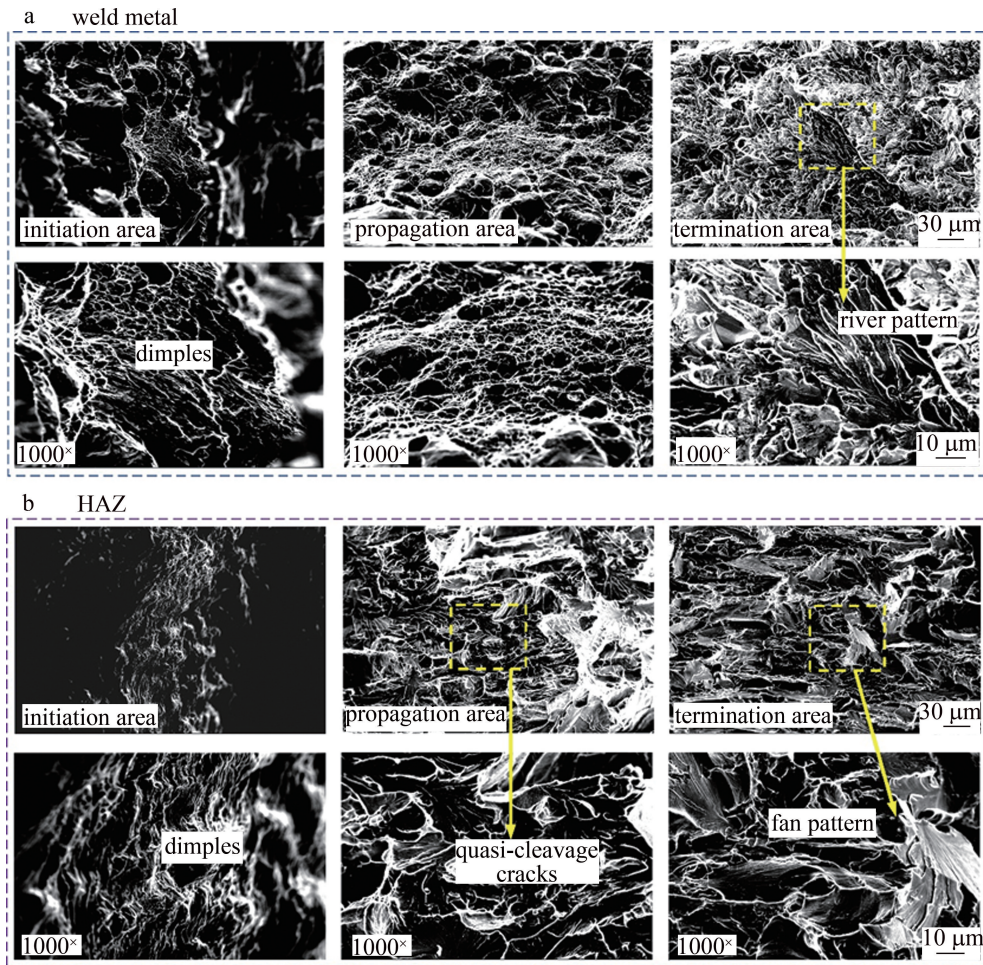 a weld metal
initiation area
propagation area
termination area
30 μm
dimples
river pattern
1000×
1000×
1000×
10 μm
b HAZ
initiation area
propagation area
termination area
30 μm
dimples
quasi-cleavage
cracks
fan pattern
1000×
1000×
1000×
10 μm